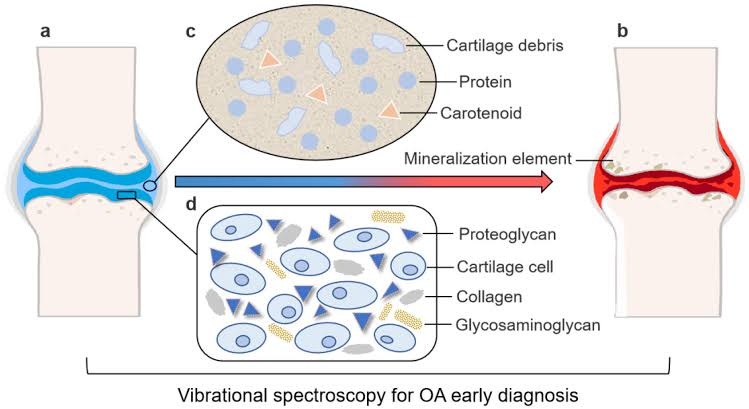 a
c
b
Cartilage debris
Protein
Carotenoid
Mineralization element
d
Proteoglycan
Cartilage cell
Collagen
Glycosaminoglycan
Vibrational spectroscopy for OA early diagnosis